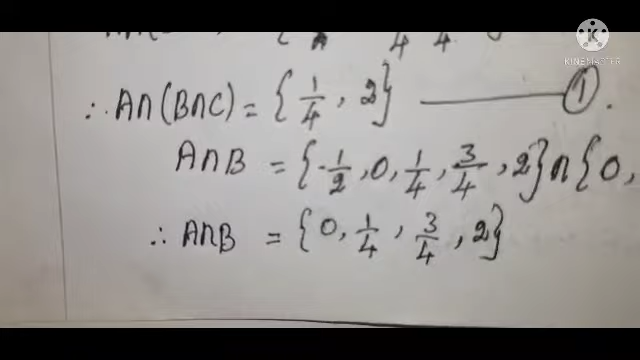 KINEMASTER
∴ A∩(B∩C) = {1/4, 2} ——— ①.
A∩B = {-1/2, 0, 1/4, 3/4, 2}∩{0,
∴ A∩B = {0, 1/4, 3/4, 2}